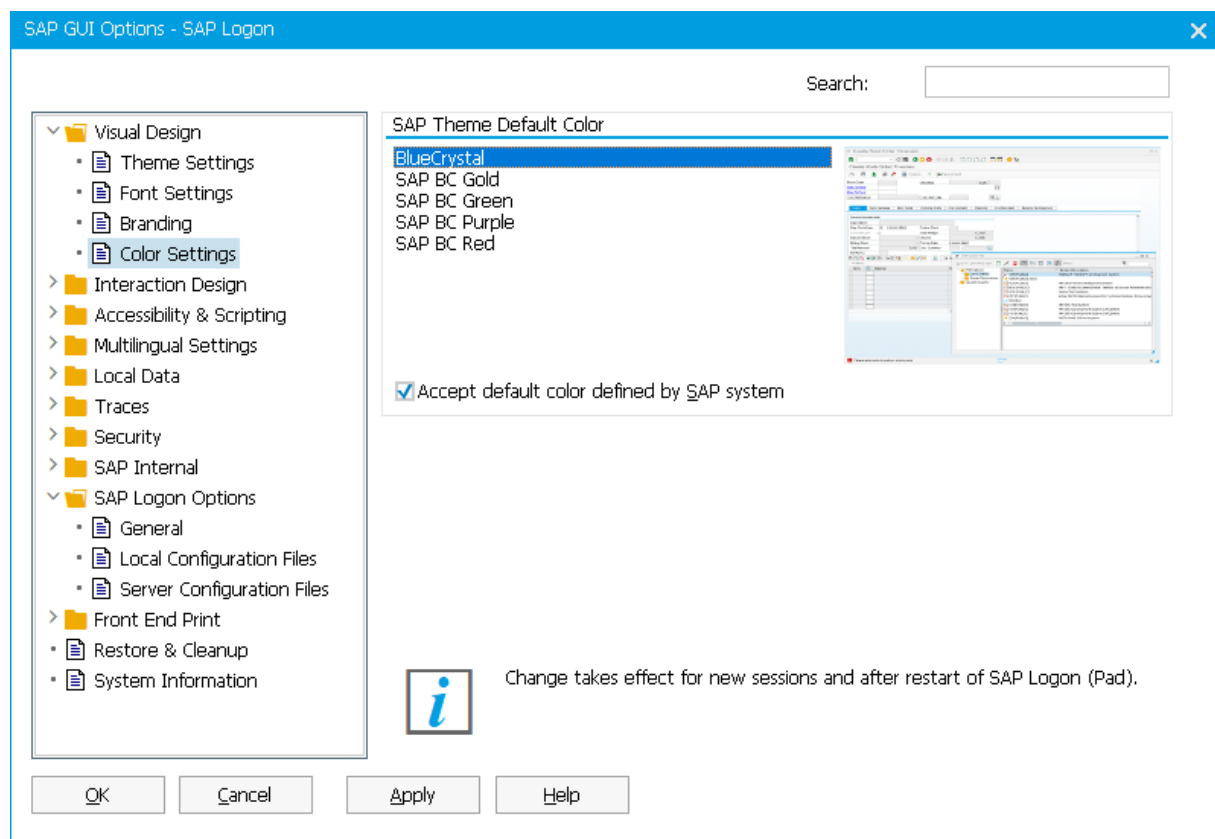 SAP GUI Options - SAP Logon
Search:
Visual Design
Theme Settings
Font Settings
Branding
Color Settings
Interaction Design
Accessibility & Scripting
Multilingual Settings
Local Data
Traces
Security
SAP Internal
SAP Logon Options
General
Local Configuration Files
Server Configuration Files
Front End Print
Restore & Cleanup
System Information
SAP Theme Default Color
BlueCrystal
SAP BC Gold
SAP BC Green
SAP BC Purple
SAP BC Red
Accept default color defined by SAP system
Change takes effect for new sessions and after restart of SAP Logon (Pad).
OK
Cancel
Apply
Help